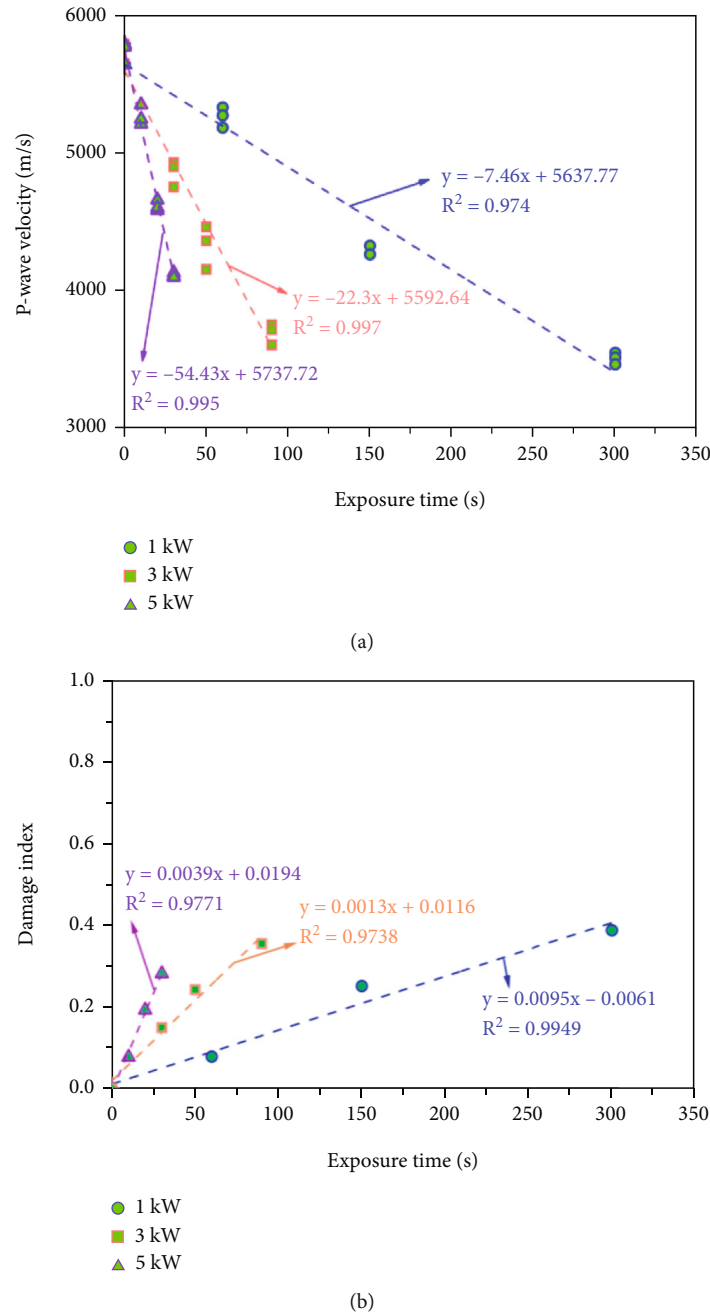 6000
5000
4000
3000
P-wave velocity (m/s)
y = –7.46x + 5637.77
R² = 0.974
y = –22.3x + 5592.64
R² = 0.997
y = –54.43x + 5737.72
R² = 0.995
0 50 100 150 200 250 300 350
Exposure time (s)
1 kW
3 kW
5 kW
(a)
1.0
0.8
0.6
0.4
0.2
0.0
Damage index
y = 0.0039x + 0.0194
R² = 0.9771
y = 0.0013x + 0.0116
R² = 0.9738
y = 0.0095x – 0.0061
R² = 0.9949
0 50 100 150 200 250 300 350
Exposure time (s)
1 kW
3 kW
5 kW
(b)